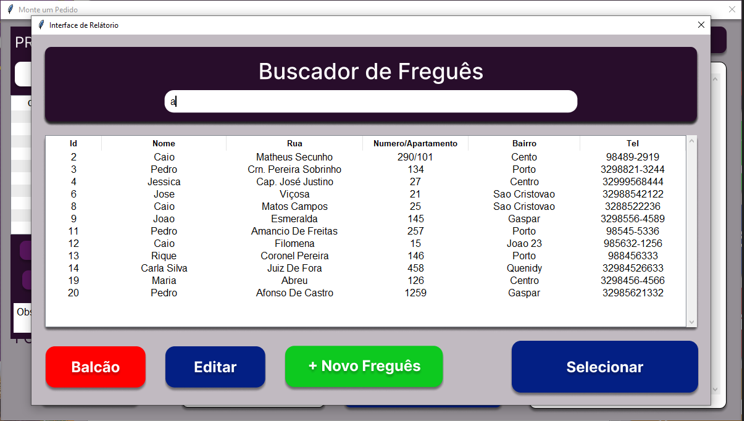 Monte um Pedido
Interface de Relátorio
PR
Buscador de Freguês
a
Id Nome Rua Numero/Apartamento Bairro Tel
2 Caio Matheus Secunho 290/101 Cento 98489-2919
3 Pedro Crn. Pereira Sobrinho 134 Porto 3298821-3244
4 Jessica Cap. José Justino 27 Centro 32999568444
6 Jose Viçosa 21 Sao Cristovao 32988542122
8 Caio Matos Campos 25 Sao Cristovao 3288522236
9 Joao Esmeralda 145 Gaspar 3298556-4589
11 Pedro Amancio De Freitas 257 Porto 98545-5336
12 Caio Filomena 15 Joao 23 985632-1256
13 Rique Coronel Pereira 146 Porto 988456333
14 Carla Silva Juiz De Fora 458 Quenidy 32984526633
19 Maria Abreu 126 Centro 3298456-4566
20 Pedro Afonso De Castro 1259 Gaspar 32985621332
Obs
Balcão Editar + Novo Freguês Selecionar